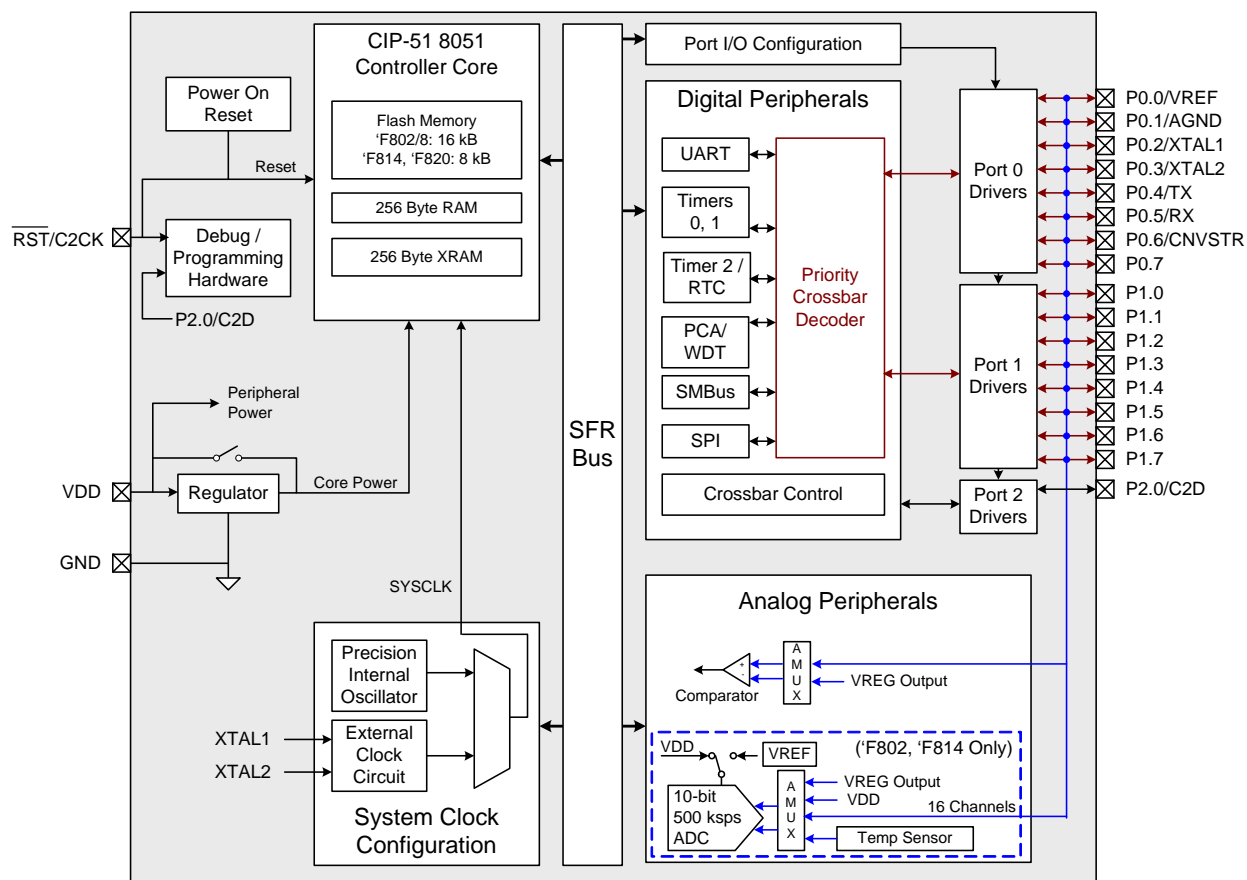 CIP-51 8051
Controller Core
Flash Memory
‘F802/8: 16 kB
‘F814, ‘F820: 8 kB
256 Byte RAM
256 Byte XRAM
Power On
Reset
Reset
RST/C2CK
Debug /
Programming
Hardware
P2.0/C2D
Peripheral
Power
VDD
Regulator
Core Power
GND
SYSCLK
Precision
Internal
Oscillator
XTAL1
XTAL2
External
Clock
Circuit
System Clock
Configuration
SFR
Bus
Port I/O Configuration
Digital Peripherals
UART
Timers
0, 1
Timer 2 /
RTC
PCA/
WDT
SMBus
SPI
Priority
Crossbar
Decoder
Crossbar Control
Port 0
Drivers
Port 1
Drivers
Port 2
Drivers
P0.0/VREF
P0.1/AGND
P0.2/XTAL1
P0.3/XTAL2
P0.4/TX
P0.5/RX
P0.6/CNVSTR
P0.7
P1.0
P1.1
P1.2
P1.3
P1.4
P1.5
P1.6
P1.7
P2.0/C2D
Analog Peripherals
+
-
Comparator
AMUX
VREG Output
(‘F802, ‘F814 Only)
VDD
VREF
10-bit
500 ksps
ADC
AMUX
VREG Output
VDD
16 Channels
Temp Sensor